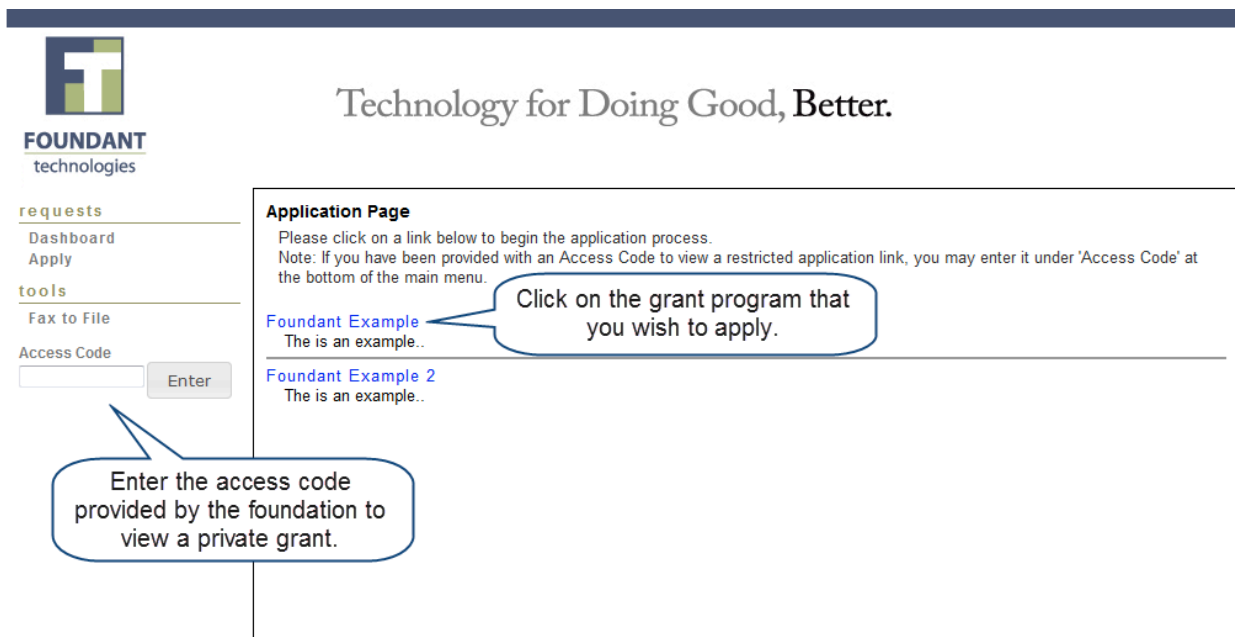 FT
FOUNDANT
technologies
Technology for Doing Good, Better.
requests
Dashboard
Apply
tools
Fax to File
Access Code
Enter
Application Page
Please click on a link below to begin the application process.
Note: If you have been provided with an Access Code to view a restricted application link, you may enter it under 'Access Code' at
the bottom of the main menu.
Click on the grant program that
you wish to apply.
Foundant Example
The is an example..
Foundant Example 2
The is an example..
Enter the access code
provided by the foundation to
view a private grant.